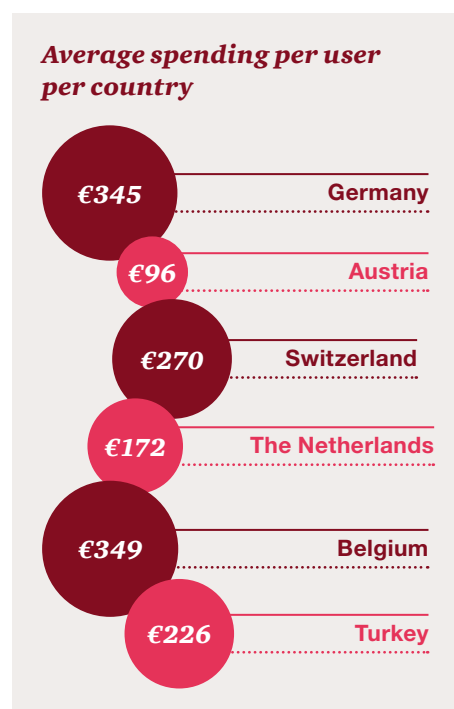 Average spending per user
per country
€345
Germany
€96
Austria
€270
Switzerland
€172
The Netherlands
€349
Belgium
€226
Turkey